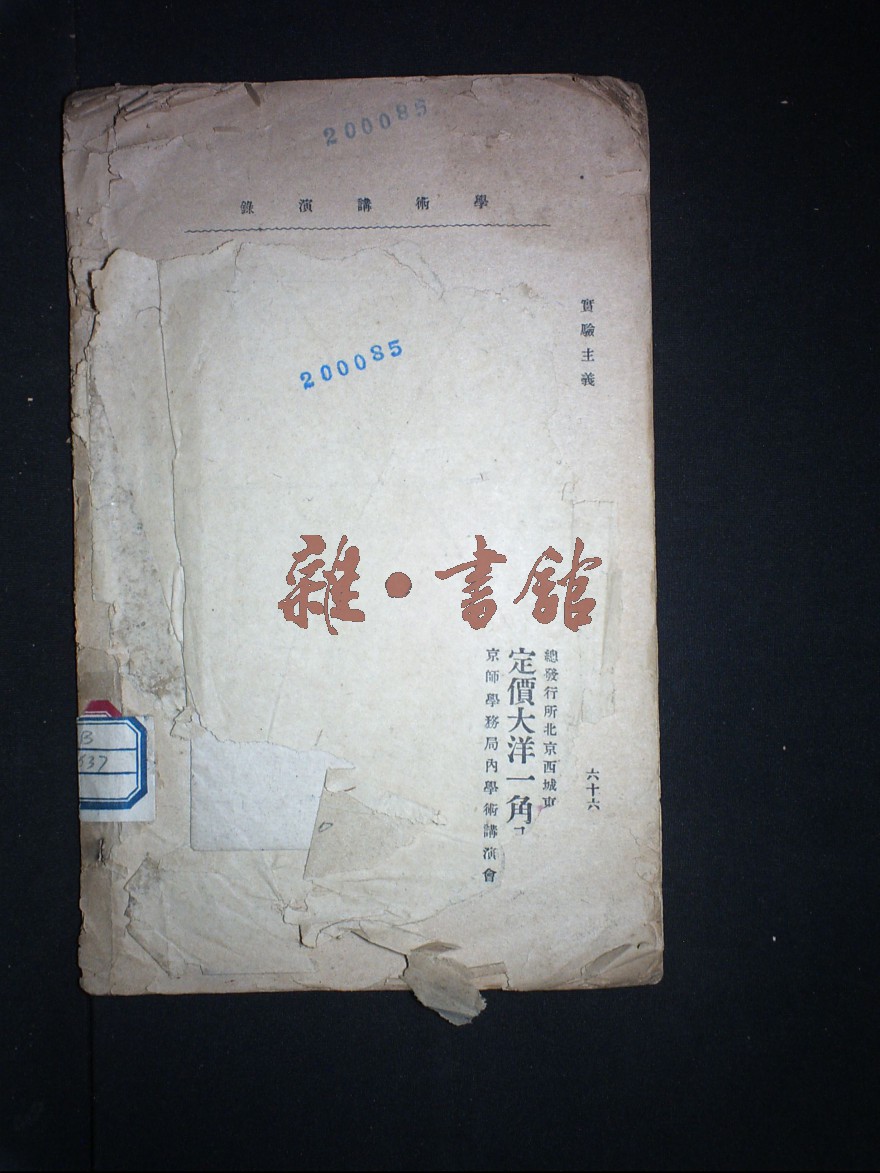 200085
學術講演錄
實驗主義
六十六
總發行所北京西城
定價大洋一角
京師學務局內學術講演會
200085
雜·書館
B
537